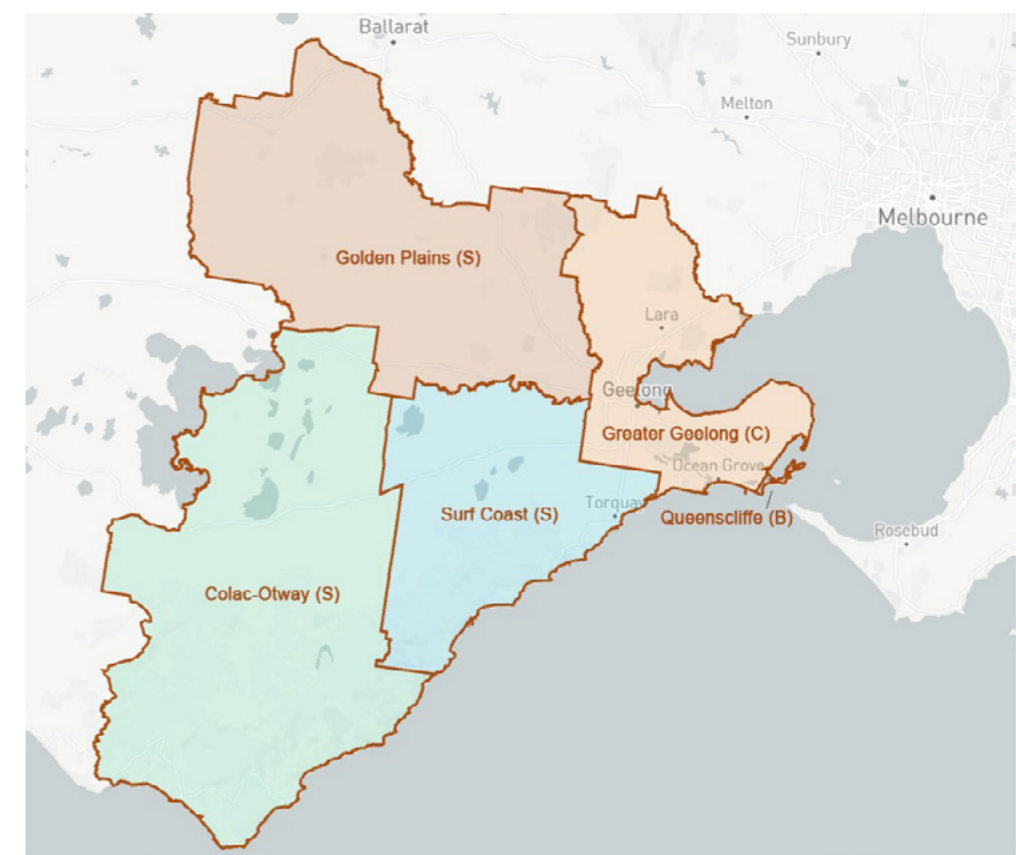 Ballarat
Sunbury
Melton
Melbourne
Golden Plains (S)
Lara
Geelong
Greater Geelong (C)
Ocean Grove
Torquay
Surf Coast (S)
Queenscliffe (B)
Rosebud
Colac-Otway (S)